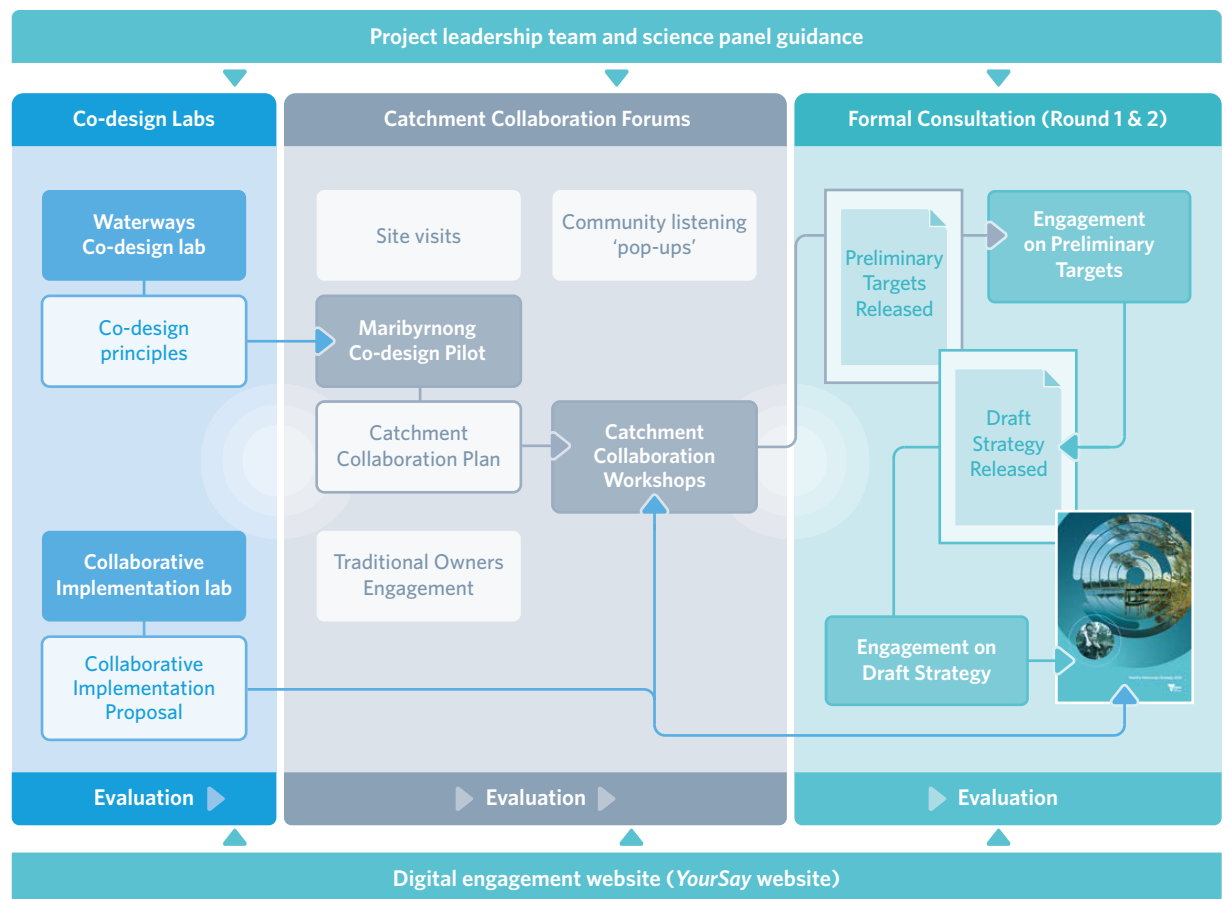 Project leadership team and science panel guidance
Co-design Labs
Waterways
Co-design lab
Co-design
principles
Collaborative
Implementation lab
Collaborative
Implementation
Proposal
Evaluation
Catchment Collaboration Forums
Site visits
Community listening
‘pop-ups’
Maribyrnong
Co-design Pilot
Catchment
Collaboration Plan
Catchment
Collaboration
Workshops
Traditional Owners
Engagement
Evaluation
Formal Consultation (Round 1 & 2)
Preliminary
Targets
Released
Engagement
on Preliminary
Targets
Draft
Strategy
Released
Engagement on
Draft Strategy
Evaluation
Digital engagement website (YourSay website)